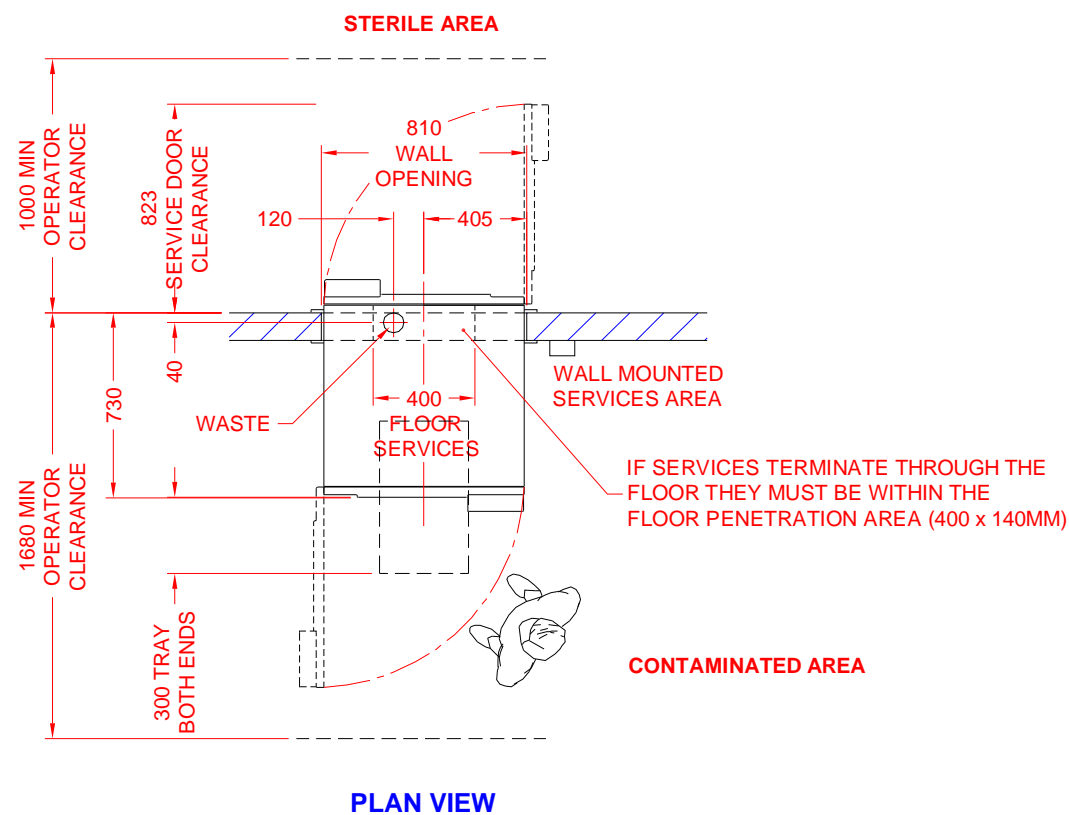 STERILE AREA
1000 MIN
OPERATOR
CLEARANCE
823
SERVICE DOOR
CLEARANCE
810
WALL
OPENING
120
405
40
730
WASTE
400
FLOOR
SERVICES
WALL MOUNTED
SERVICES AREA
IF SERVICES TERMINATE THROUGH THE
FLOOR THEY MUST BE WITHIN THE
FLOOR PENETRATION AREA (400 x 140MM)
1680 MIN
OPERATOR
CLEARANCE
300 TRAY
BOTH ENDS
CONTAMINATED AREA
PLAN VIEW